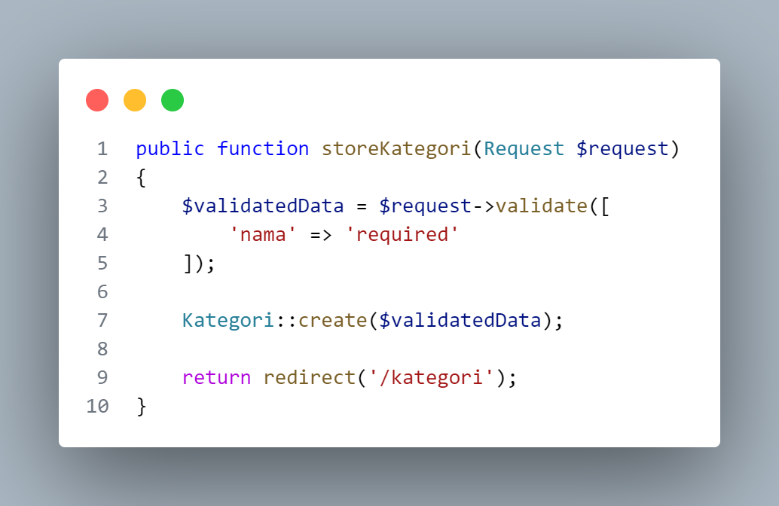 1 public function storeKategori(Request $request)
2 {
3     $validatedData = $request->validate([
4         'nama' => 'required'
5     ]);
6
7     Kategori::create($validatedData);
8
9     return redirect('/kategori');
10 }